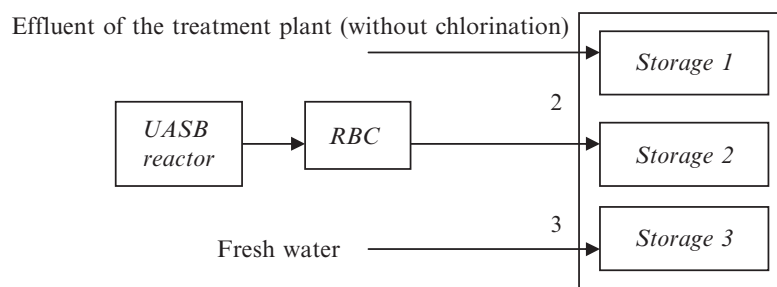 Effluent of the treatment plant (without chlorination)
Storage 1
2
UASB
reactor
RBC
Storage 2
3
Fresh water
Storage 3